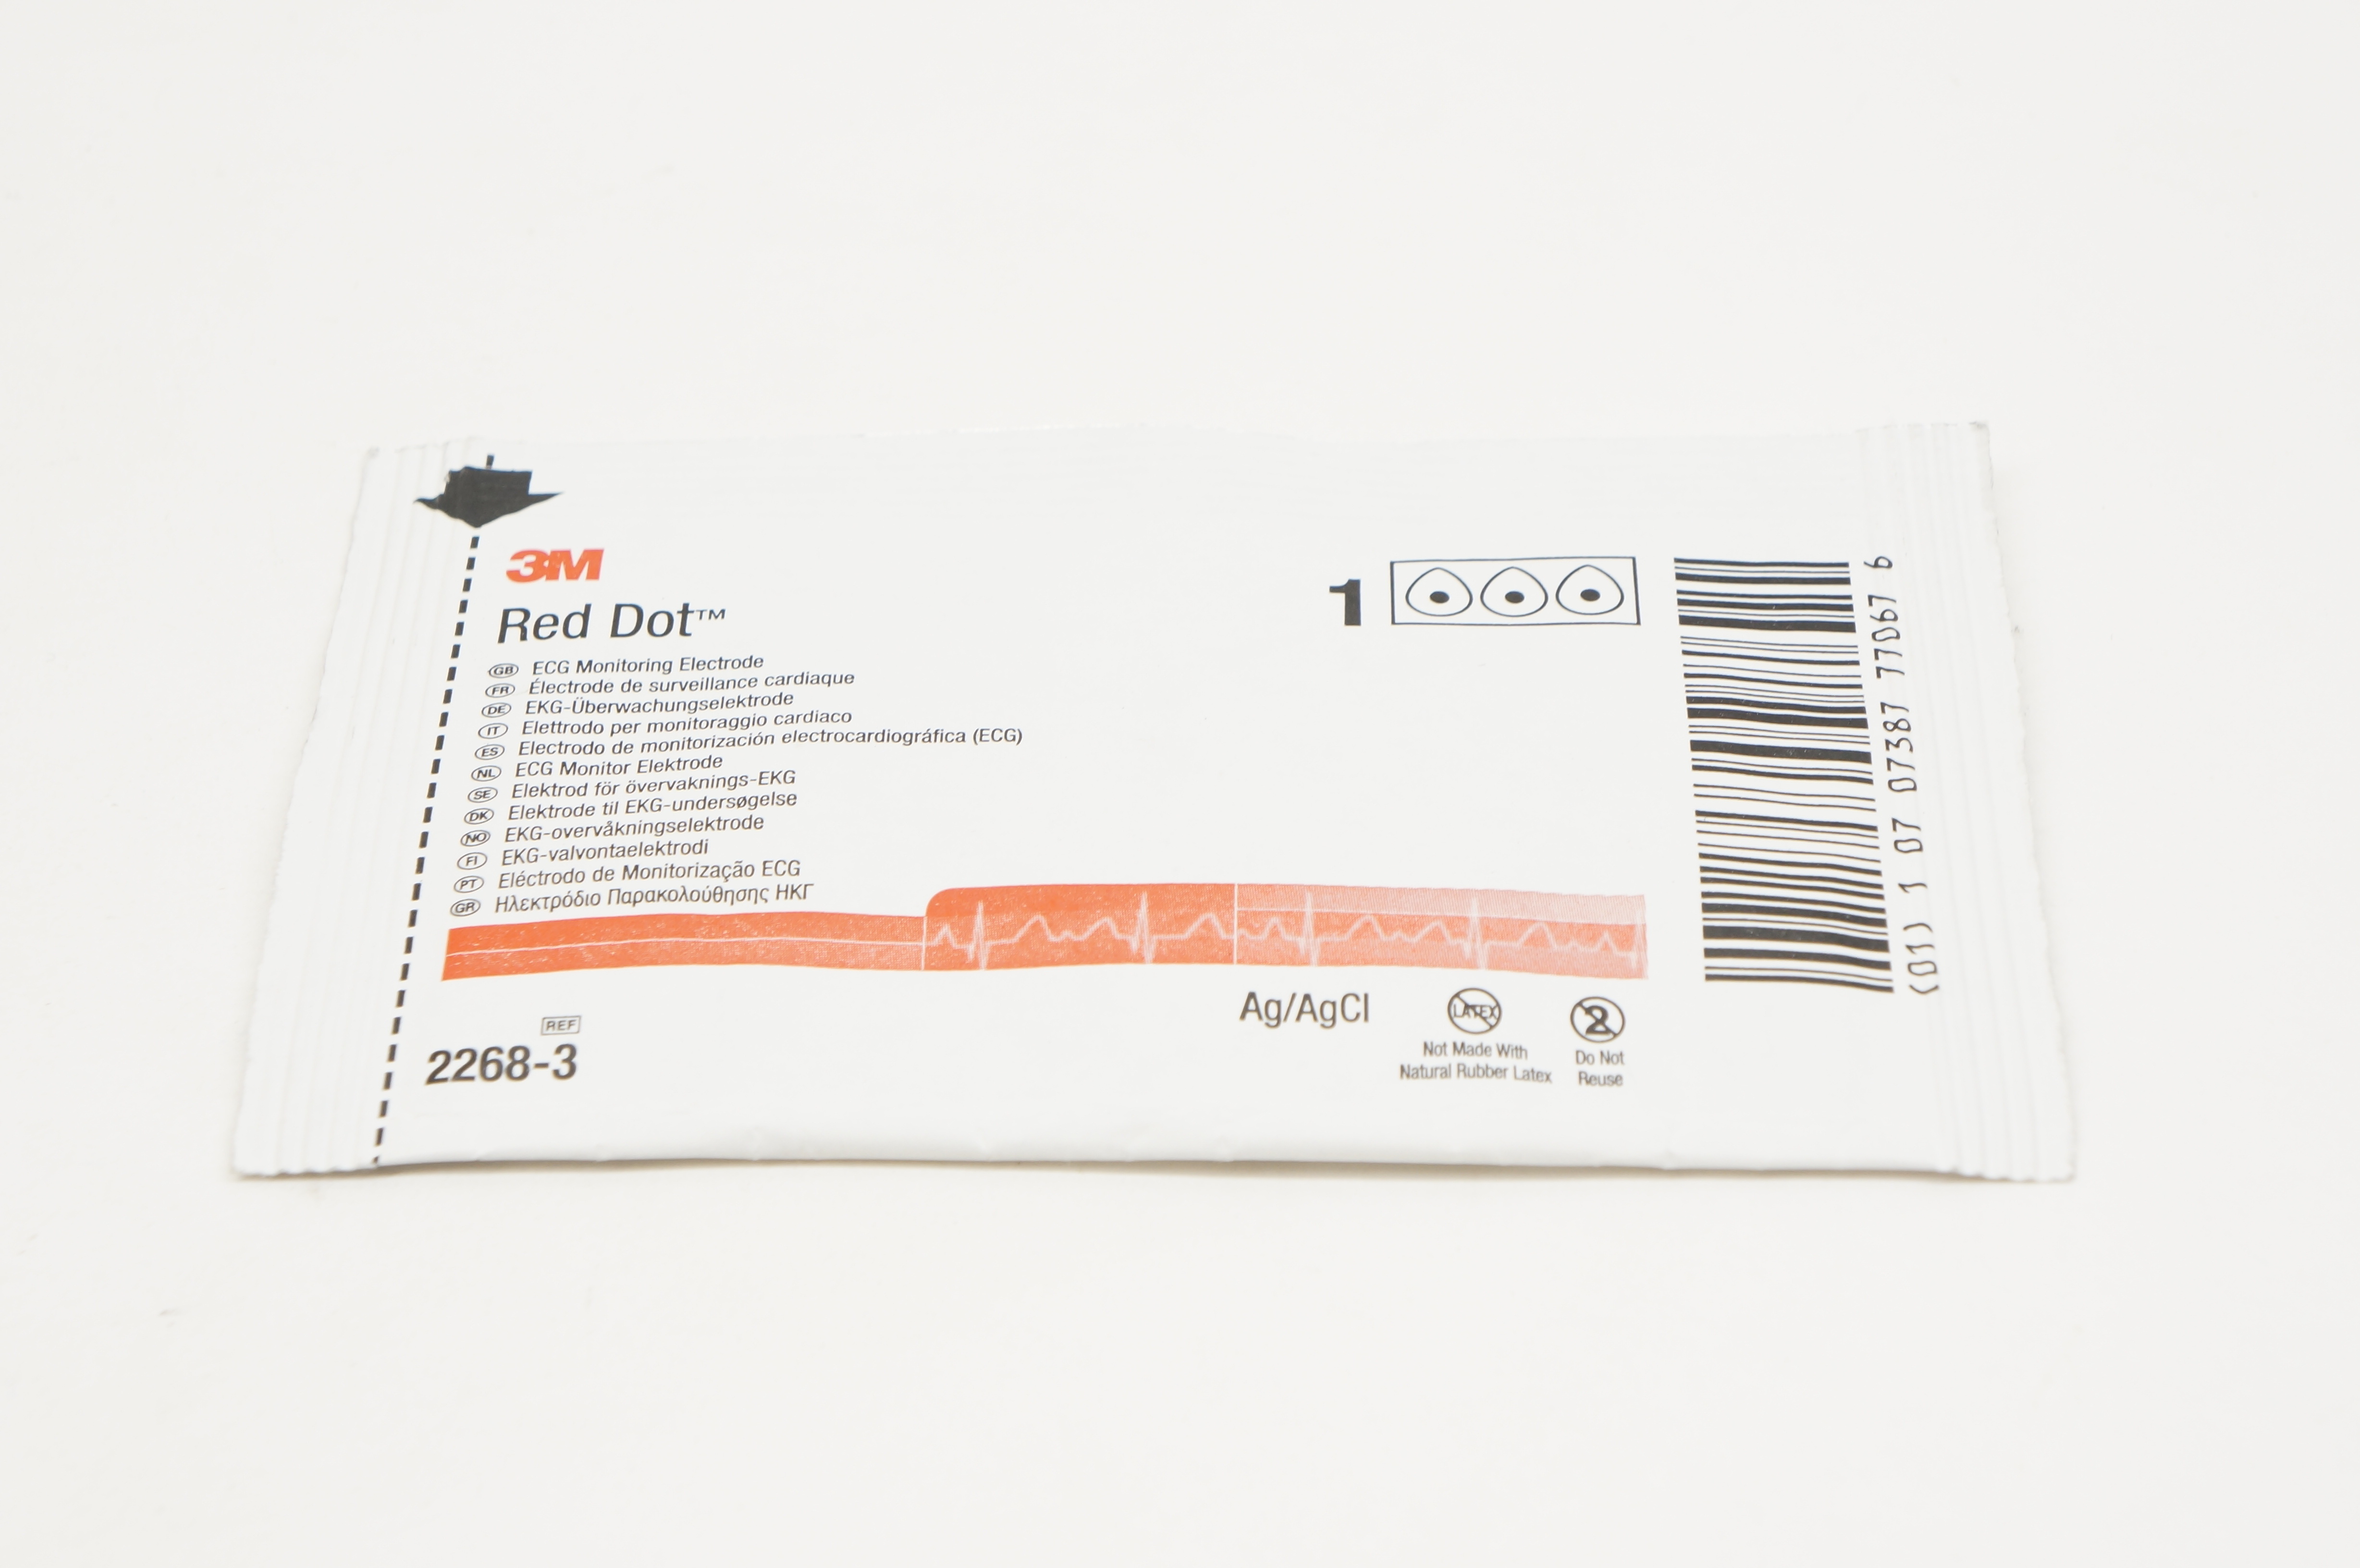 3M
Red Dot™
GB ECG Monitoring Electrode
FR Électrode de surveillance cardiaque
DE EKG-Überwachungselektrode
IT Elettrodo per monitoraggio cardiaco
ES Electrodo de monitorización electrocardiográfica (ECG)
NL ECG Monitor Elektrode
SE Elektrod för övervaknings-EKG
DK Elektrode til EKG-undersøgelse
NO EKG-overvåkningselektrode
FI EKG-valvontaelektrodi
PT Eléctrodo de Monitorização ECG
GR Ηλεκτρόδιο Παρακολούθησης ΗΚΓ
REF
2268-3
1
Ag/AgCl
LATEX
Not Made With
Natural Rubber Latex
2
Do Not
Reuse
(01) 1 07 07387 77067 6